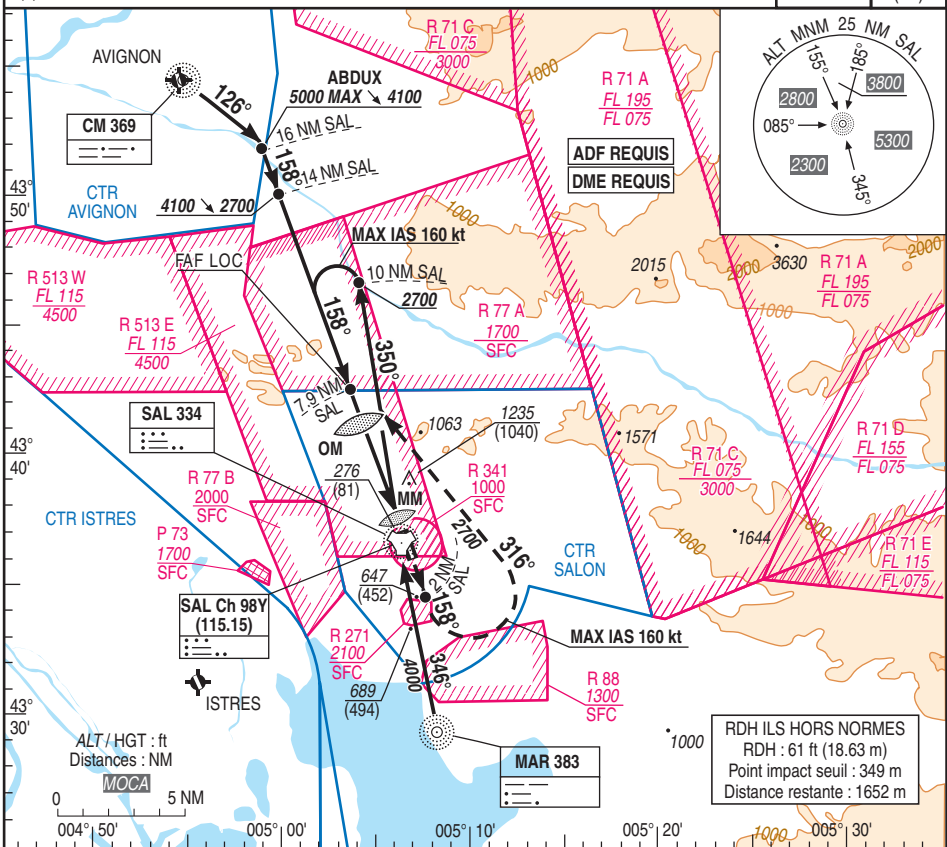 R 71 C
FL 075
3000
1000
ALT MNM 25 NM SAL
155°
185°
3800
2800
085°
5300
2300
345°
AVIGNON
CM 369
126°
ABDUX
5000 MAX ↘ 4100
16 NM SAL
158°
14 NM SAL
4100 ↘ 2700
R 71 A
FL 195
FL 075
ADF REQUIS
DME REQUIS
43°
50'
CTR
AVIGNON
1000
MAX IAS 160 kt
FAF LOC
10 NM SAL
2700
2015
2000
3630
2000
1000
R 71 A
FL 195
FL 075
R 513 W
FL 115
4500
R 513 E
FL 115
4500
158°
350°
R 77 A
1700
SFC
7.9 NM
SAL
SAL 334
OM
1063
1235
(1040)
1571
43°
40'
276
(81)
MM
R 341
1000
SFC
R 71 C
FL 075
3000
R 71 D
FL 155
FL 075
R 77 B
2000
SFC
CTR ISTRES
P 73
1700
SFC
2700
316°
2 NM
SAL
CTR
SALON
1644
1000
1000
R 71 E
FL 115
FL 075
SAL Ch 98Y
(115.15)
647
(452)
158°
MAX IAS 160 kt
R 271
2100
SFC
689
(494)
4000
346°
R 88
1300
SFC
ISTRES
43°
30'
ALT / HGT : ft
Distances : NM
MOCA
0
5 NM
MAR 383
1000
RDH ILS HORS NORMES
RDH : 61 ft (18.63 m)
Point impact seuil : 349 m
Distance restante : 1652 m
1000
004° 50'
005° 00'
005° 10'
005° 20'
005° 30'